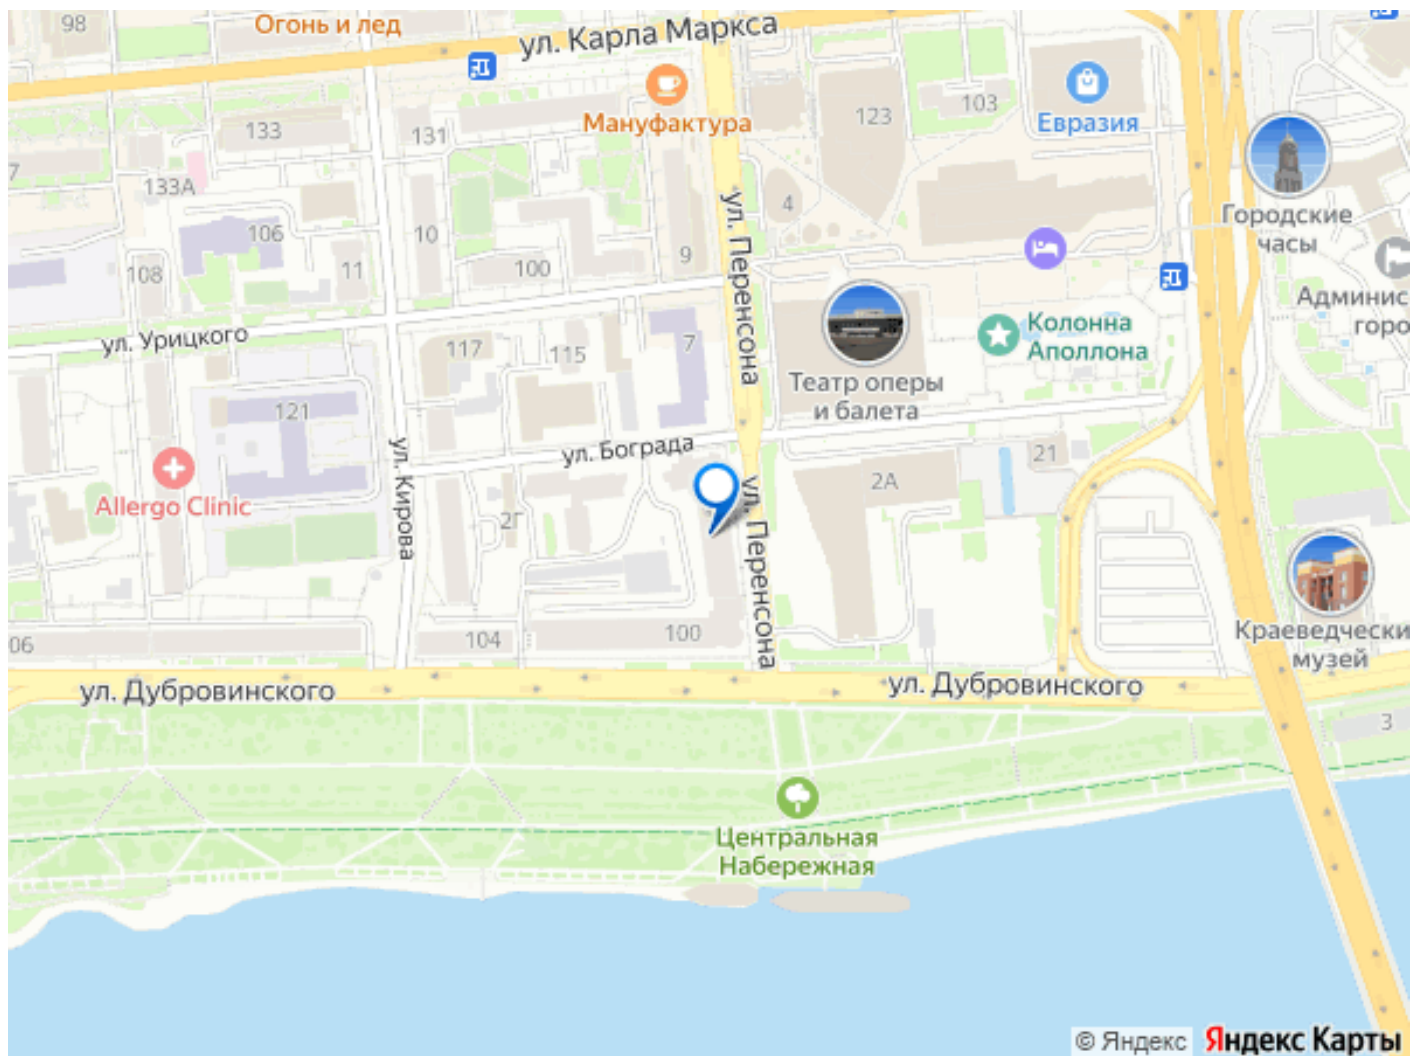 98
Огонь и лед
ул. Карла Маркса
Мануфактура
133
131
123
103
Евразия
7
133А
4
Городские
часы
106
10
9
ул. Перенсона
108
11
100
Админис
горо
ул. Урицкого
117
115
7
Колонна
Аполлона
Театр оперы
и балета
121
ул. Кирова
ул. Бограда
21
2А
Allergo Clinic
2Г
ул. Перенсона
06
104
100
Краеведчески
музей
ул. Дубровинского
ул. Дубровинского
3
Центральная
Набережная
© Яндекс Яндекс Карты